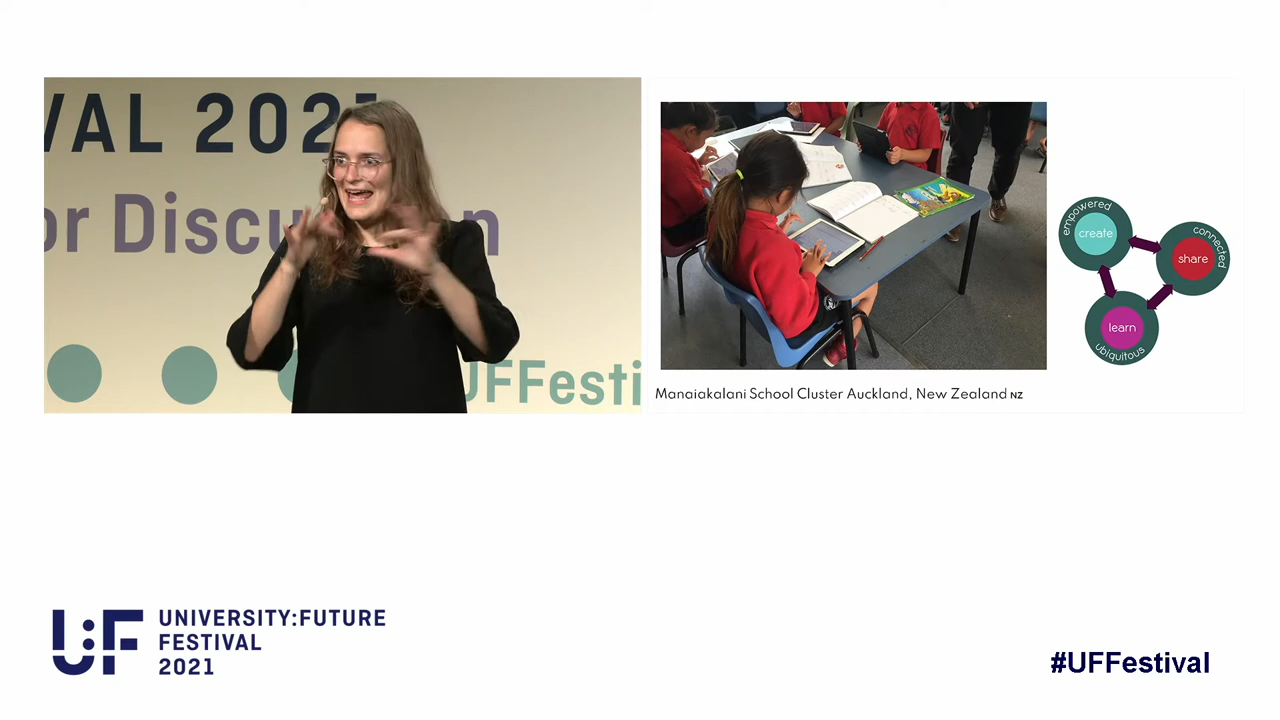 VAL 2021
or Discussion
UFFesti
empowered
create
connected
share
learn
ubiquitous
Manaiakalani School Cluster Auckland, New Zealand NZ
U:F
UNIVERSITY:FUTURE
FESTIVAL
2021
#UFFestival